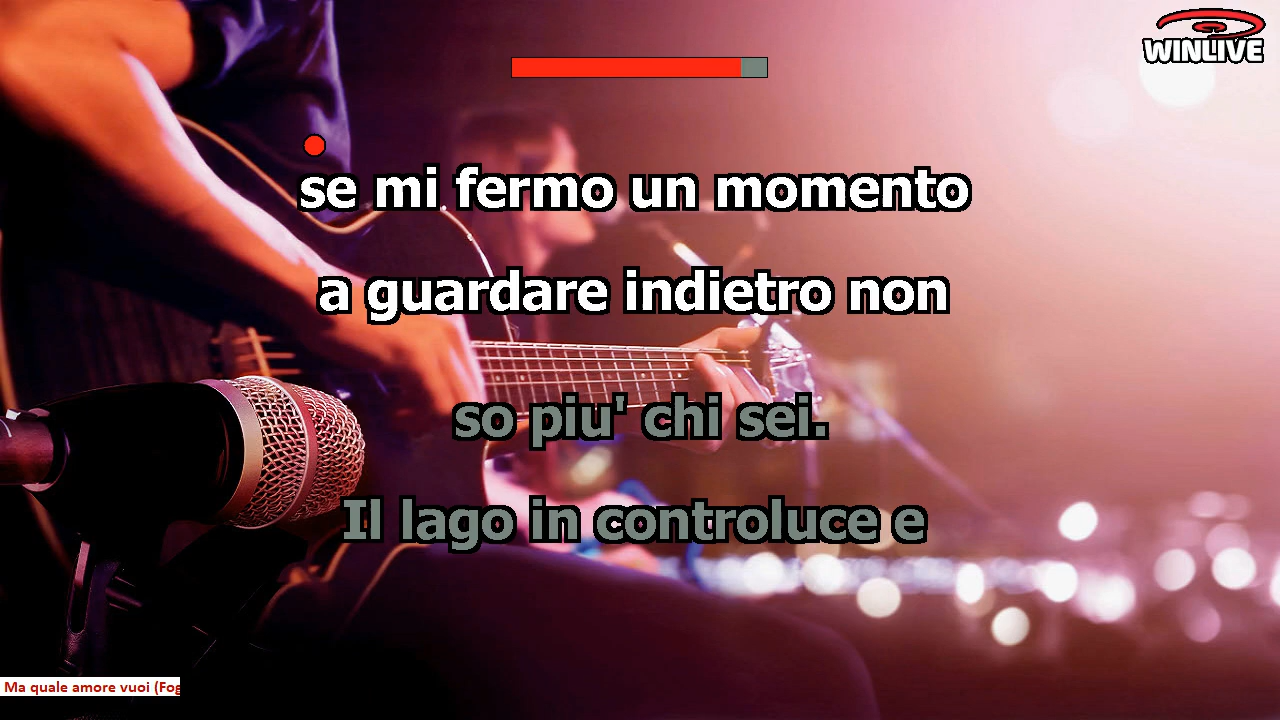 WINLIVE
se mi fermo un momento
a guardare indietro non
so piu' chi sei.
Il lago in controluce e
Ma quale amore vuoi (Fog